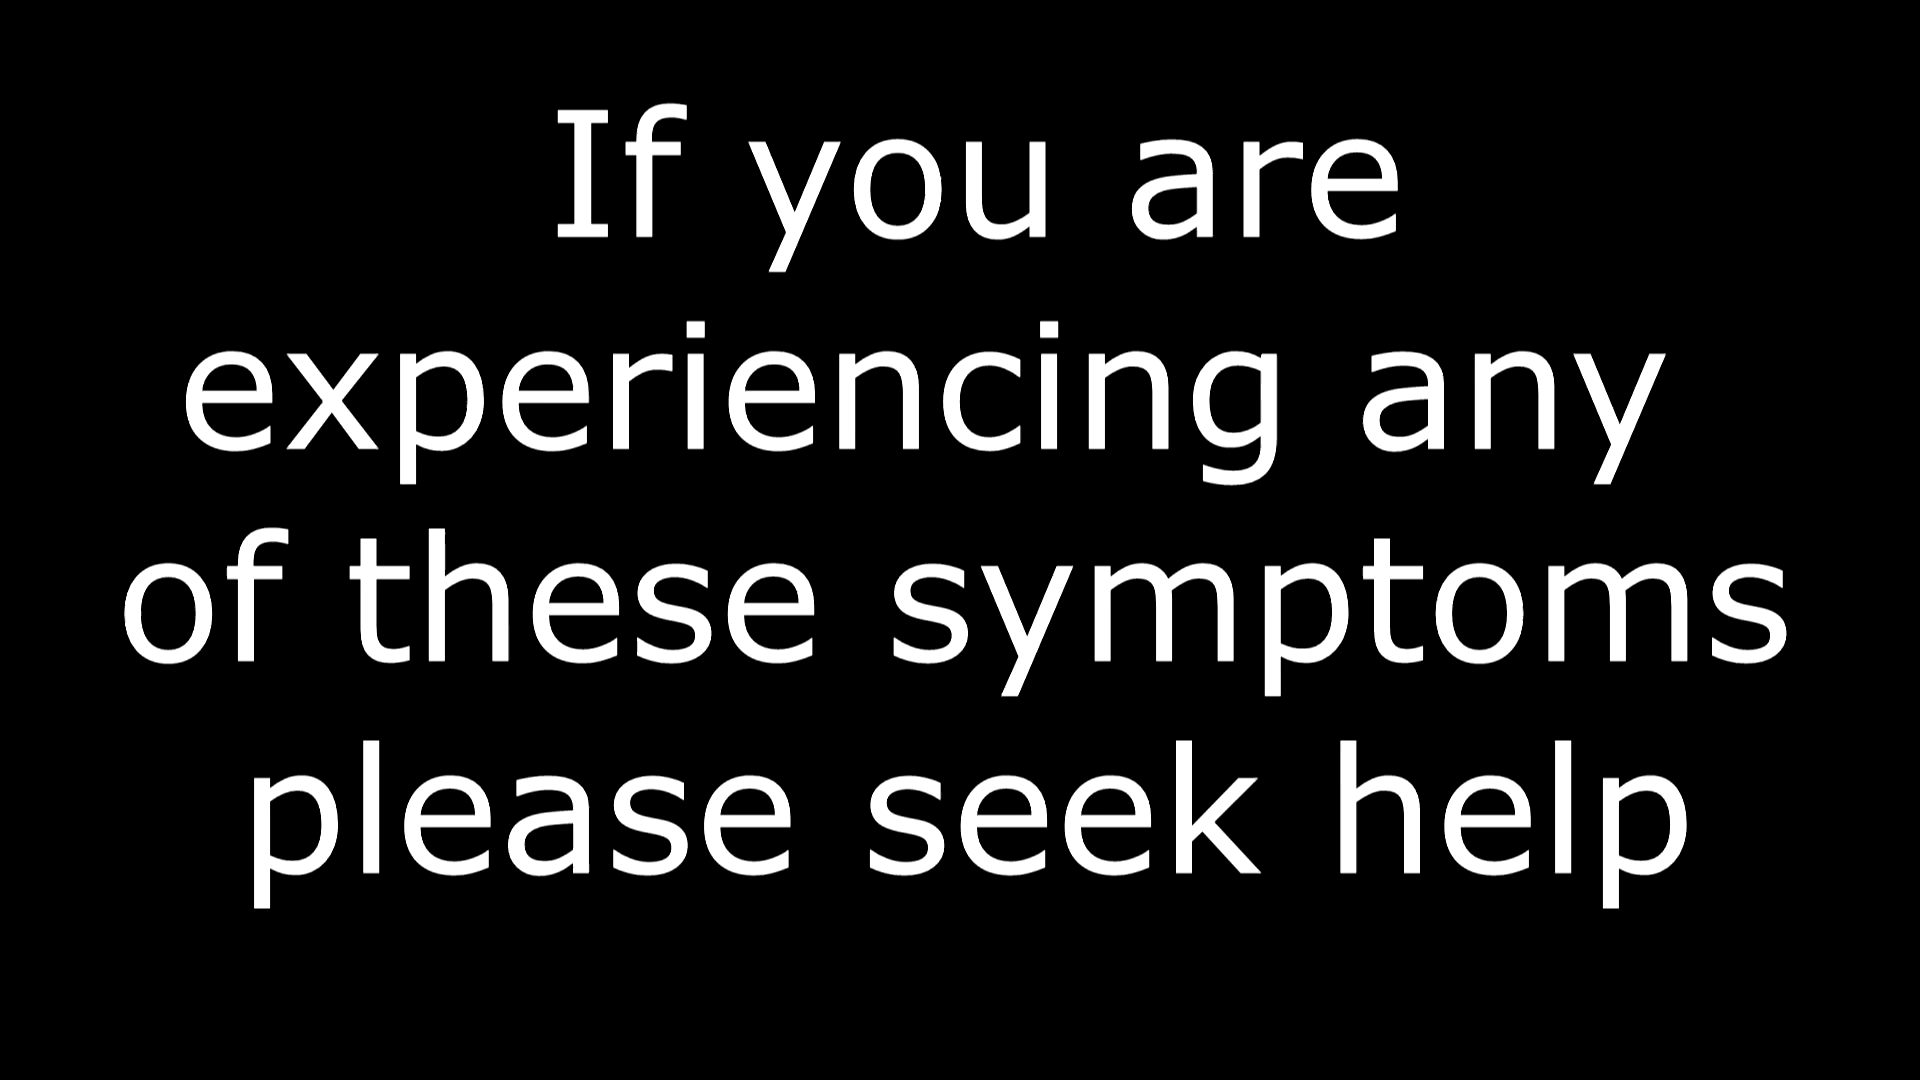 If you are
experiencing any
of these symptoms
please seek help